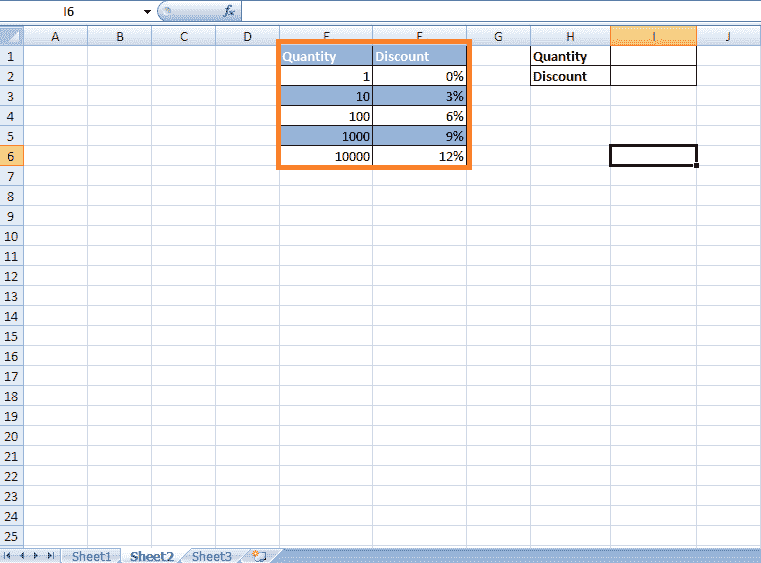 I6 fx
A B C D E F G H I J
1 Quantity Discount Quantity
2 1 0% Discount
3 10 3%
4 100 6%
5 1000 9%
6 10000 12%
7
8
9
10
11
12
13
14
15
16
17
18
19
20
21
22
23
24
25
Sheet1 Sheet2 Sheet3